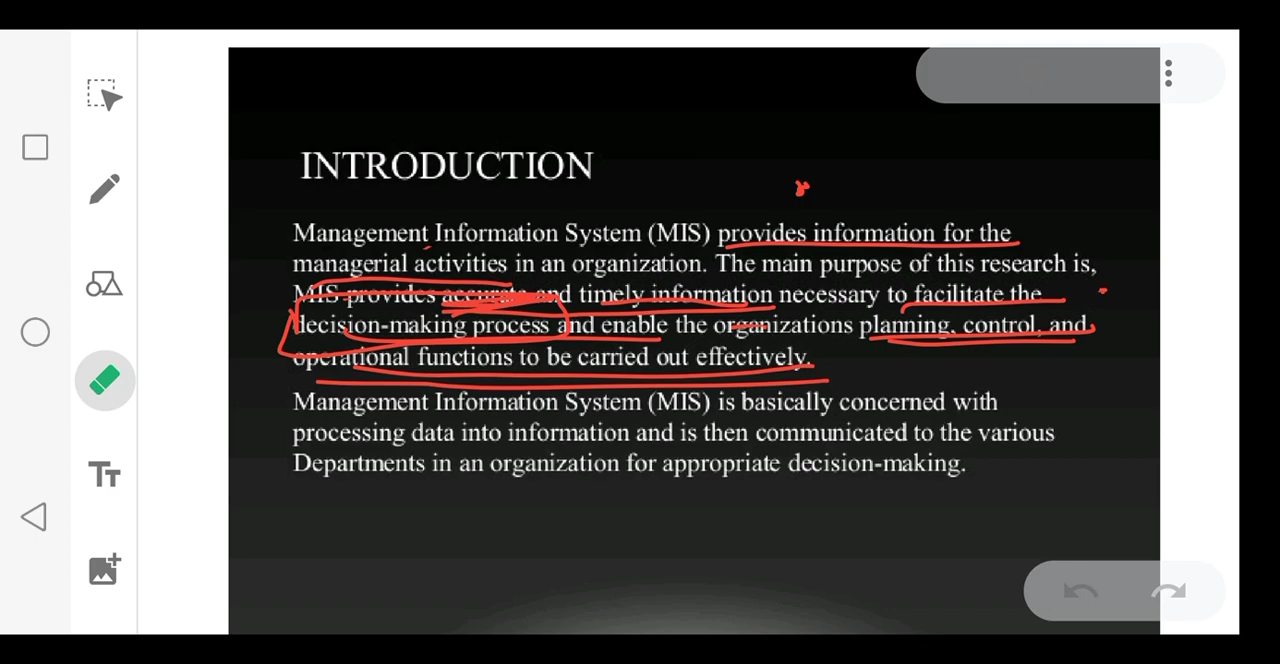 INTRODUCTION
Management Information System (MIS) provides information for the
managerial activities in an organization. The main purpose of this research is,
MIS provides accurate and timely information necessary to facilitate the
decision-making process and enable the organizations planning, control, and
operational functions to be carried out effectively.
Management Information System (MIS) is basically concerned with
processing data into information and is then communicated to the various
Departments in an organization for appropriate decision-making.
Tт